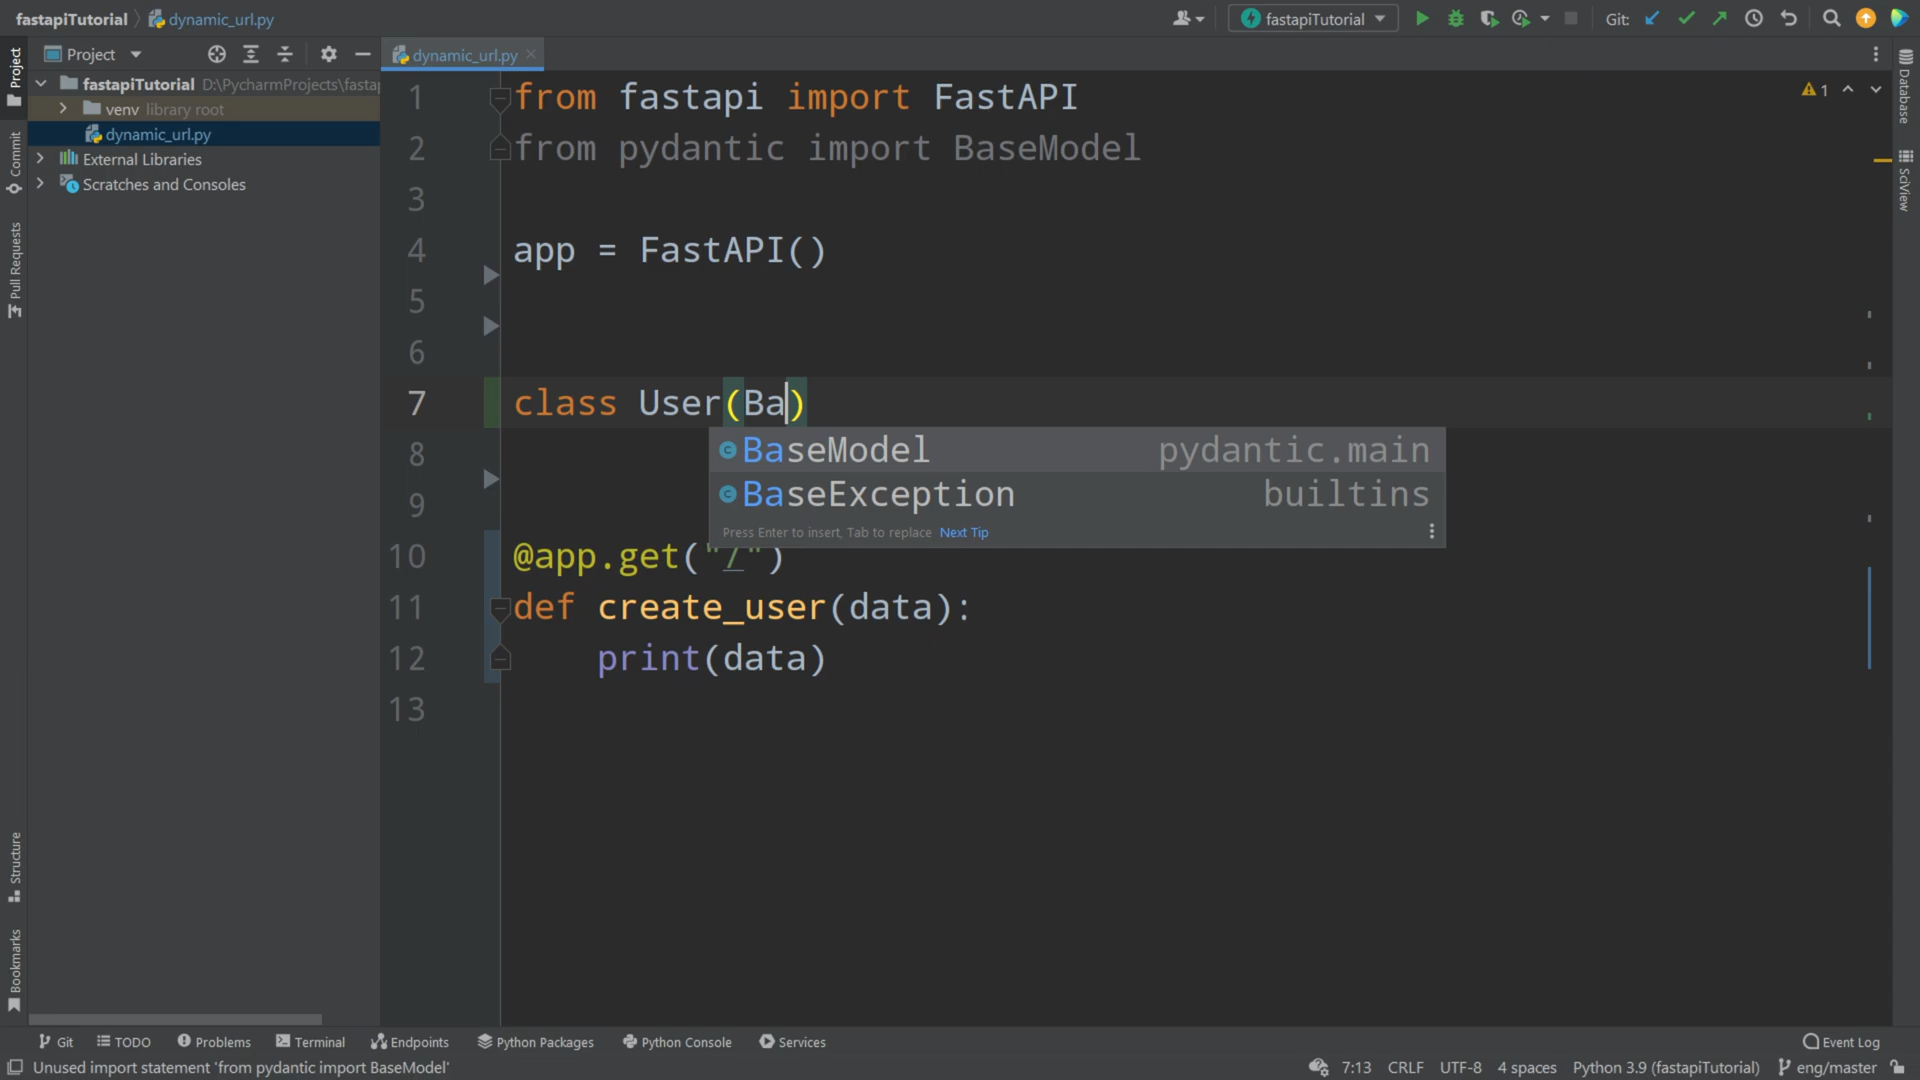 fastapiTutorial
dynamic_url.py
fastapiTutorial
Git:
Project
dynamic_url.py
fastapiTutorial D:\PycharmProjects\fastap
venv library root
dynamic_url.py
External Libraries
Scratches and Consoles
Project
Commit
Pull Requests
Structure
Bookmarks
1 from fastapi import FastAPI
2 from pydantic import BaseModel
3
4 app = FastAPI()
5
6
7 class User(Ba)
8
9
BaseModel pydantic.main
BaseException builtins
Press Enter to insert, Tab to replace Next Tip
10 @app.get("/")
11 def create_user(data):
12 print(data)
13
1
Database
SciView
Git
TODO
Problems
Terminal
Endpoints
Python Packages
Python Console
Services
Event Log
Unused import statement 'from pydantic import BaseModel'
7:13
CRLF
UTF-8
4 spaces
Python 3.9 (fastapiTutorial)
eng/master